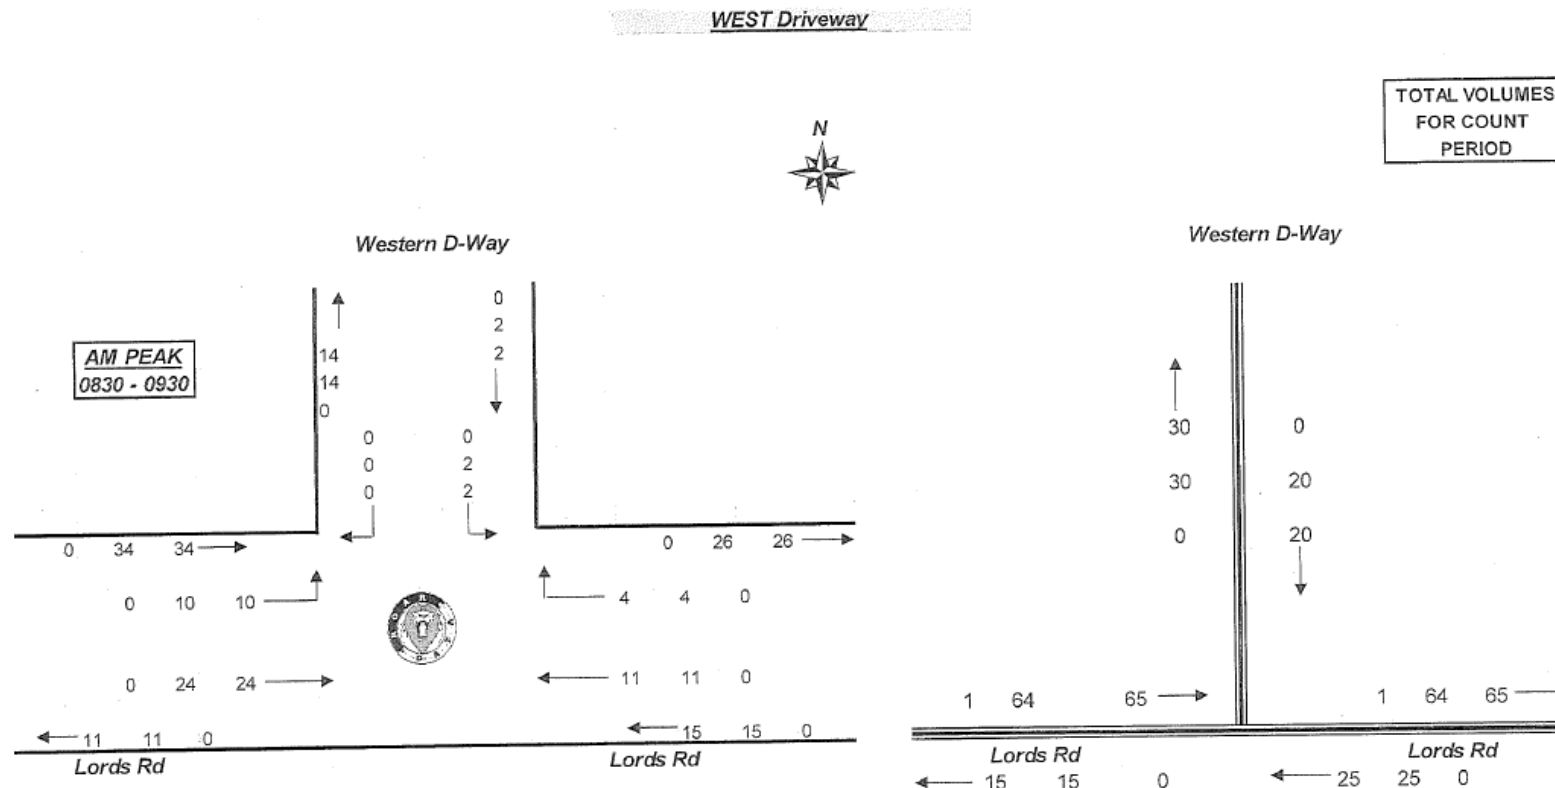 WEST Driveway
TOTAL VOLUMES
FOR COUNT
PERIOD
N
Western D-Way
Western D-Way
AM PEAK
0830 - 0930
0
2
2
14
14
0
0 0
0 2
0 2
0 34 34
0 26 26
0 10 10
4 4 0
0 24 24
11 11 0
11 11 0
15 15 0
Lords Rd
Lords Rd
30 0
30 20
0 20
1 64 65
1 64 65
Lords Rd
Lords Rd
15 15 0
25 25 0